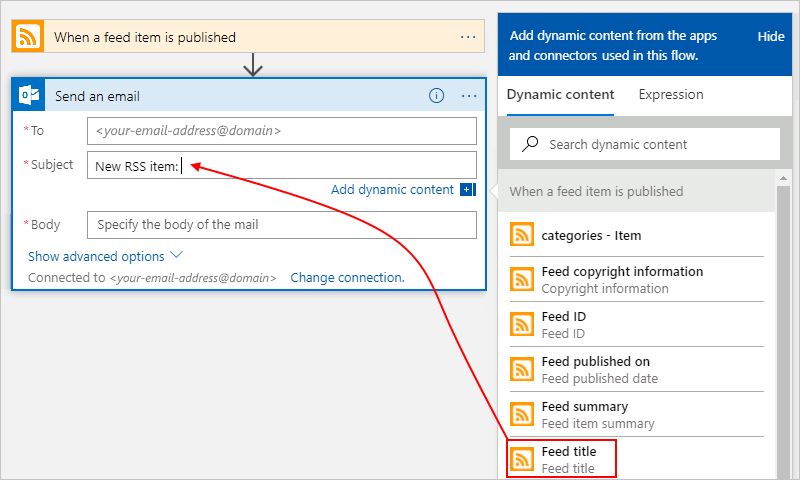 When a feed item is published
Send an email
* To <your-email-address@domain>
* Subject New RSS item:
Add dynamic content
* Body Specify the body of the mail
Show advanced options
Connected to <your-email-address@domain> Change connection.
Add dynamic content from the apps
and connectors used in this flow.
Hide
Dynamic content Expression
Search dynamic content
When a feed item is published
categories - Item
Feed copyright information
Copyright information
Feed ID
Feed ID
Feed published on
Feed published date
Feed summary
Feed item summary
Feed title
Feed title